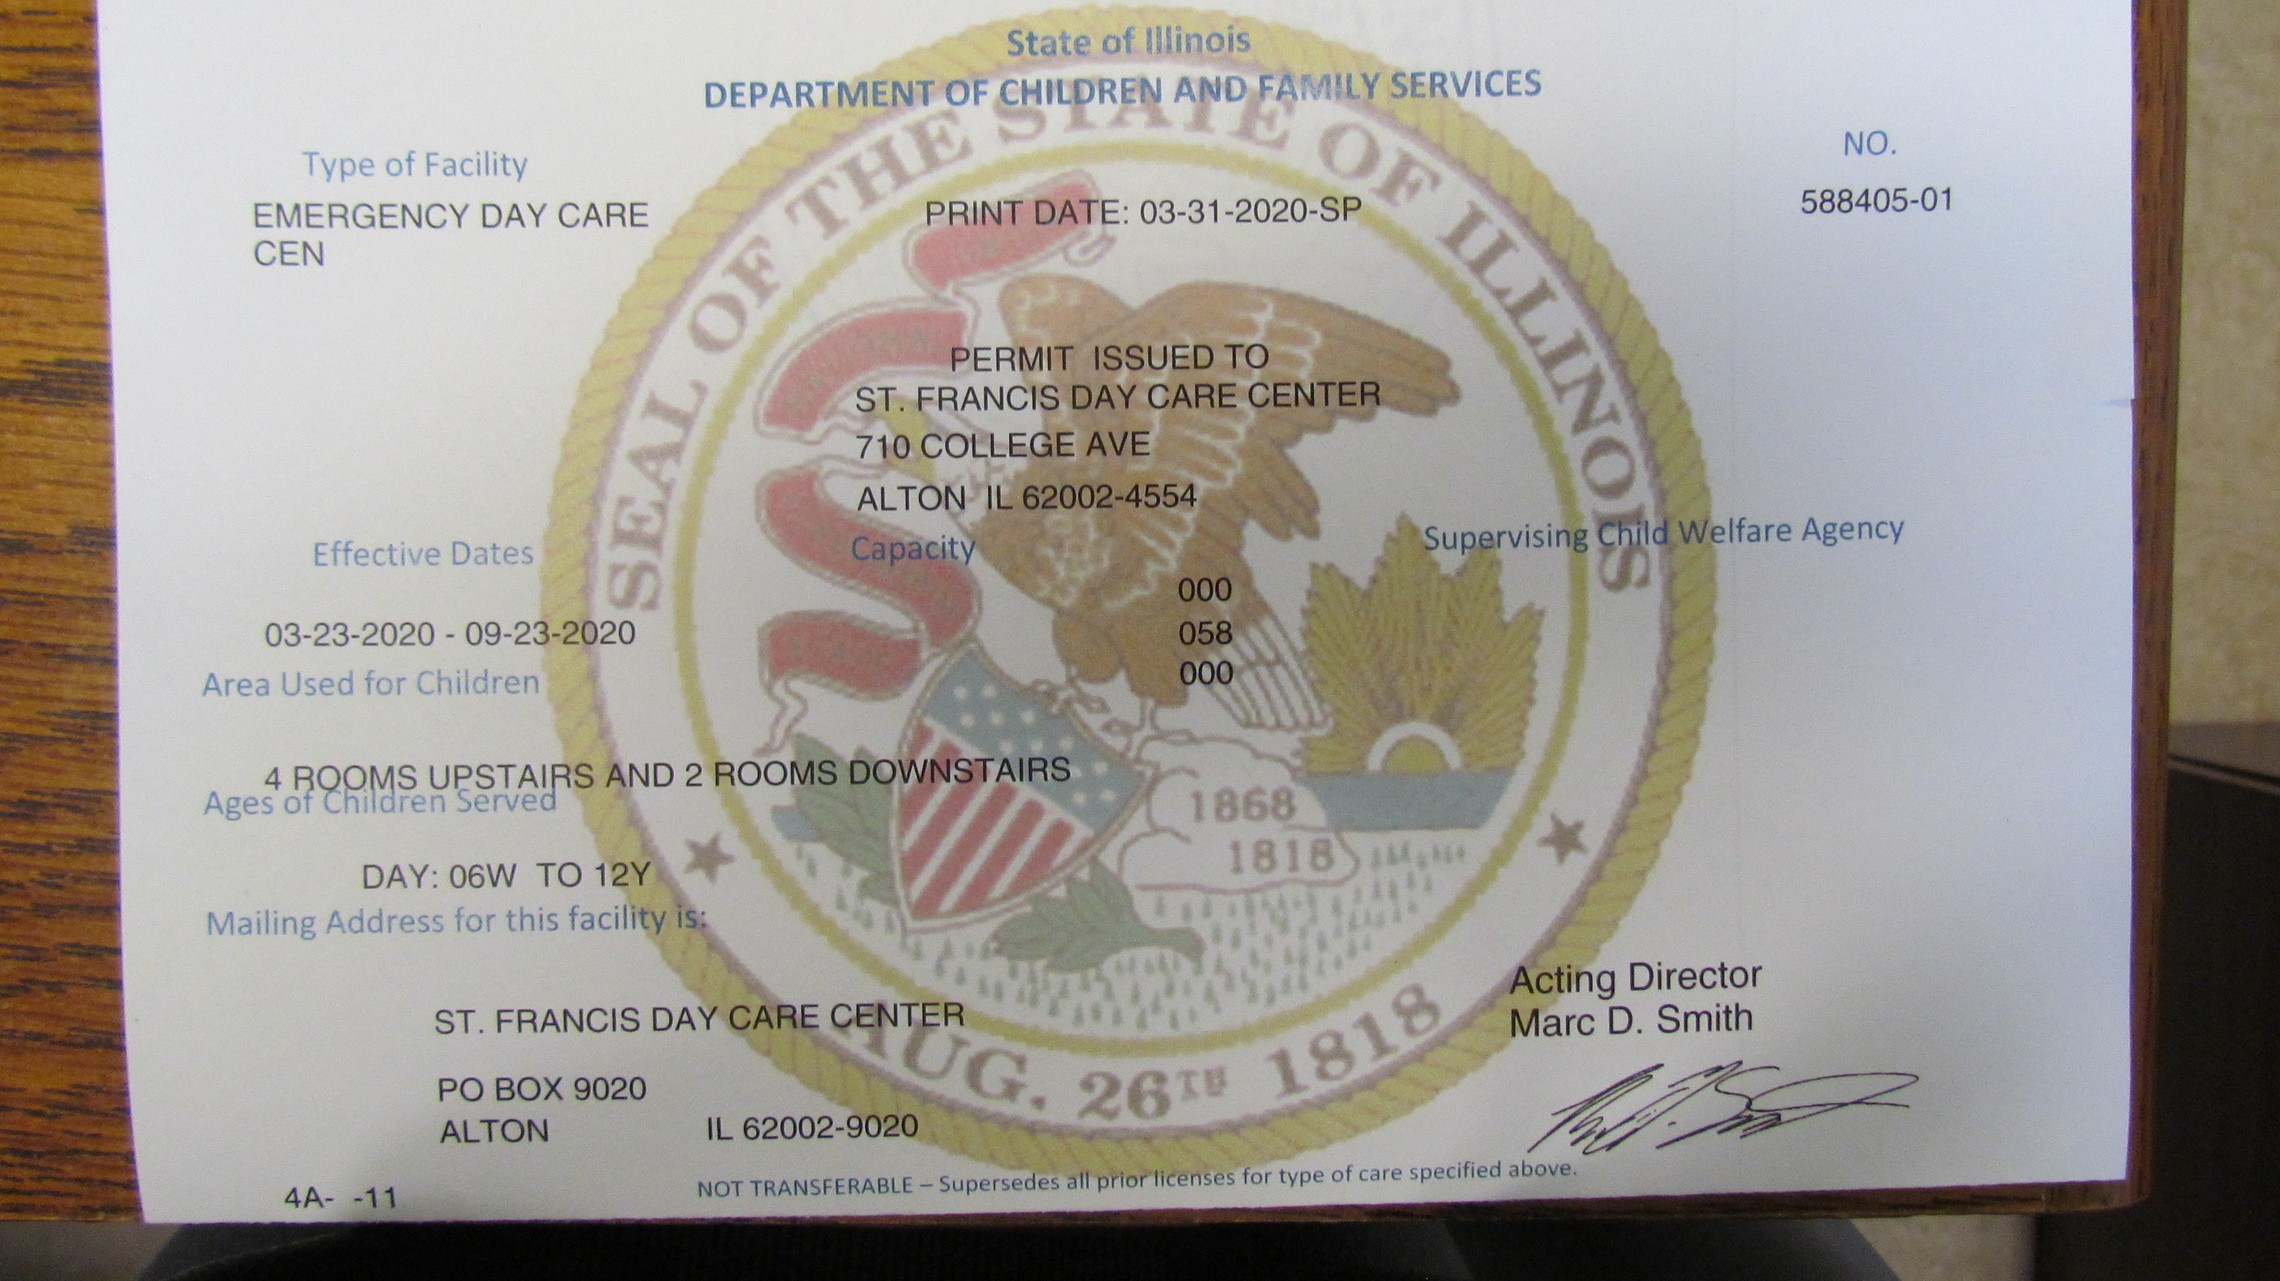 State of Illinois
DEPARTMENT OF CHILDREN AND FAMILY SERVICES
Type of Facility
NO.
EMERGENCY DAY CARE
CEN
PRINT DATE: 03-31-2020-SP
588405-01
PERMIT ISSUED TO
ST. FRANCIS DAY CARE CENTER
710 COLLEGE AVE
ALTON IL 62002-4554
Effective Dates
Capacity
Supervising Child Welfare Agency
000
03-23-2020 - 09-23-2020
058
000
Area Used for Children
4 ROOMS UPSTAIRS AND 2 ROOMS DOWNSTAIRS
Ages of Children Served
DAY: 06W TO 12Y
Mailing Address for this facility is:
ST. FRANCIS DAY CARE CENTER
PO BOX 9020
ALTON IL 62002-9020
Acting Director
Marc D. Smith
4A- -11
NOT TRANSFERABLE – Supersedes all prior licenses for type of care specified above.
SEAL OF THE STATE OF ILLINOIS
1868
1818
AUG. 26TH 1818